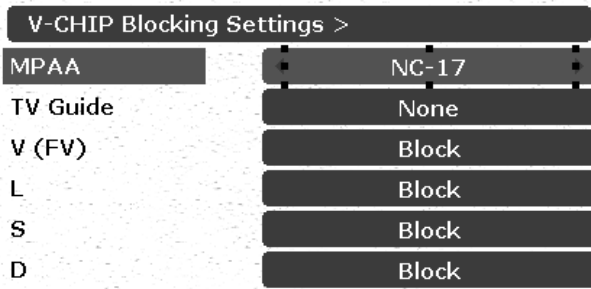 V-CHIP Blocking Settings >
MPAA NC-17
TV Guide None
V (FV) Block
L Block
S Block
D Block